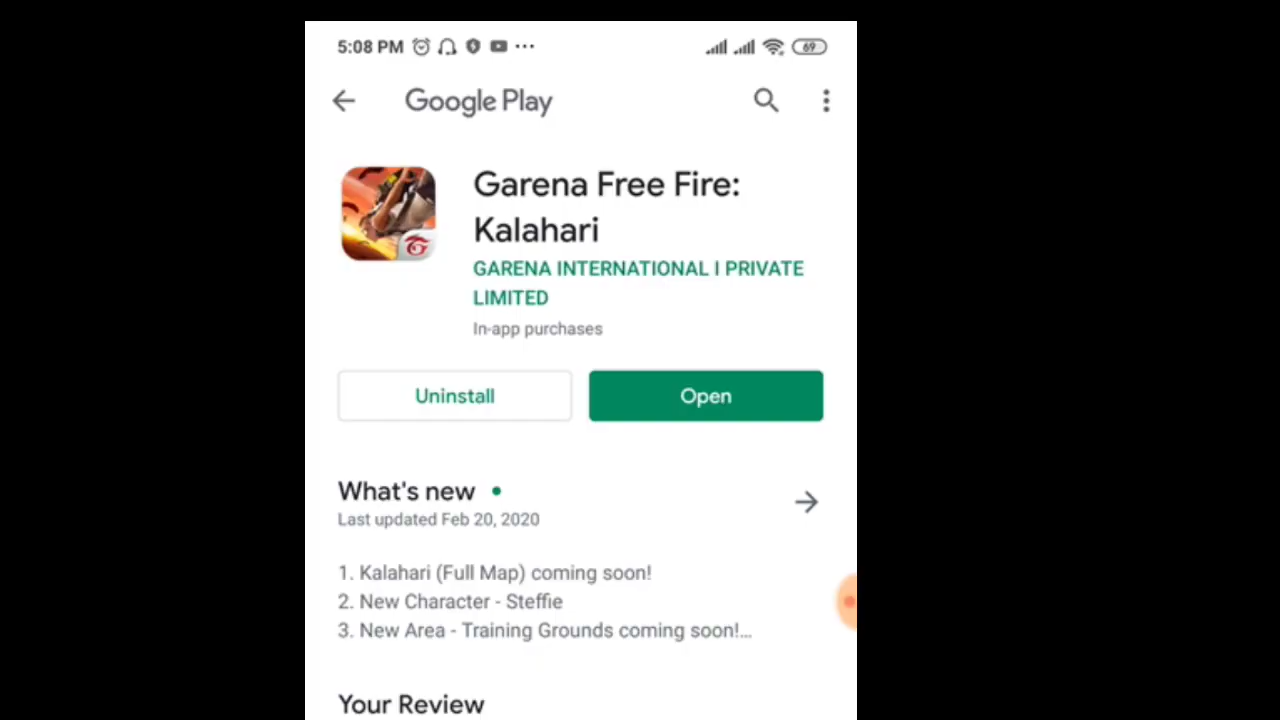 5:08 PM
69
Google Play
Garena Free Fire:
Kalahari
GARENA INTERNATIONAL I PRIVATE
LIMITED
In-app purchases
Uninstall
Open
What's new
Last updated Feb 20, 2020
1. Kalahari (Full Map) coming soon!
2. New Character - Steffie
3. New Area - Training Grounds coming soon!...
Your Review